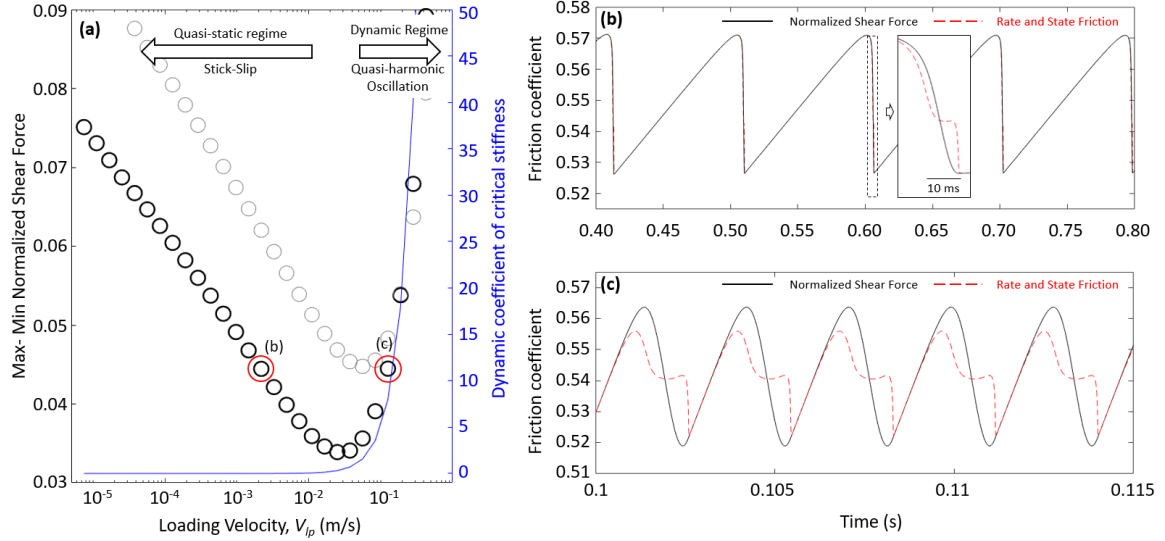 (a)
Quasi-static regime
Stick-Slip
Dynamic Regime
Quasi-harmonic
Oscillation
(b)
(c)
0.09
0.08
0.07
0.06
0.05
0.04
0.03
Max- Min Normalized Shear Force
10⁻⁵
10⁻⁴
10⁻³
10⁻²
10⁻¹
Loading Velocity, Vlp (m/s)
50
45
40
35
30
25
20
15
10
5
0
Dynamic coefficient of critical stiffness
(b)
Normalized Shear Force
Rate and State Friction
0.58
0.57
0.56
0.55
0.54
0.53
0.52
Friction coefficient
10 ms
0.40
0.45
0.50
0.55
0.60
0.65
0.70
0.75
0.80
(c)
Normalized Shear Force
Rate and State Friction
0.57
0.56
0.55
0.54
0.53
0.52
0.51
Friction coefficient
0.1
0.105
0.11
0.115
Time (s)